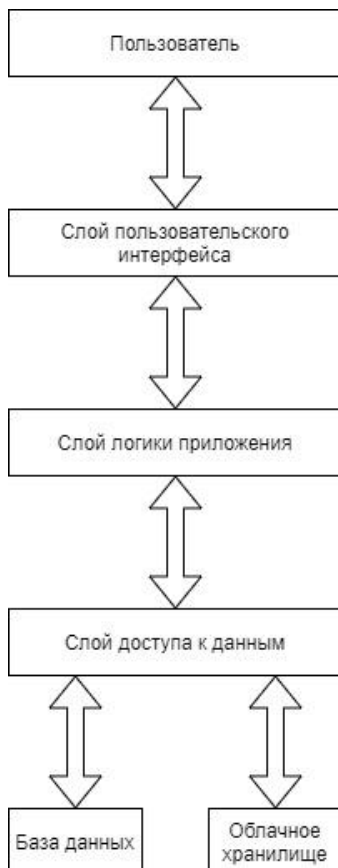 Пользователь
Слой пользовательского
интерфейса
Слой логики приложения
Слой доступа к данным
База данных
Облачное
хранилище